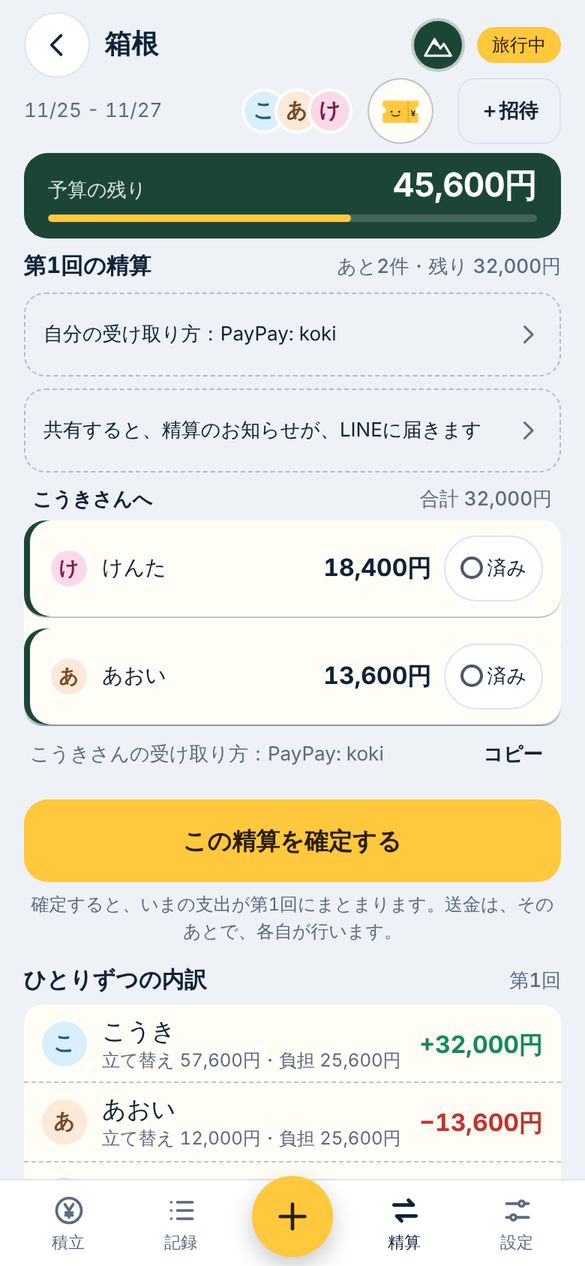 箱根
旅行中
11/25 - 11/27
こ あ け
¥
+招待
予算の残り 45,600円
第1回の精算 あと2件・残り 32,000円
自分の受け取り方：PayPay: koki
共有すると、精算のお知らせが、LINEに届きます
こうきさんへ 合計 32,000円
け けんた 18,400円 済み
あ あおい 13,600円 済み
こうきさんの受け取り方：PayPay: koki コピー
この精算を確定する
確定すると、いまの支出が第1回にまとまります。送金は、その
あとで、各自が行います。
ひとりずつの内訳 第1回
こ こうき +32,000円
立て替え 57,600円・負担 25,600円
あ あおい −13,600円
立て替え 12,000円・負担 25,600円
¥
積立 記録 + 精算 設定